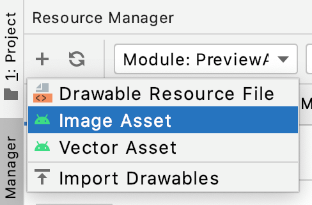 Resource Manager
1: Project
Module: PreviewA
Drawable Resource File
Image Asset
Vector Asset
Import Drawables
Manager